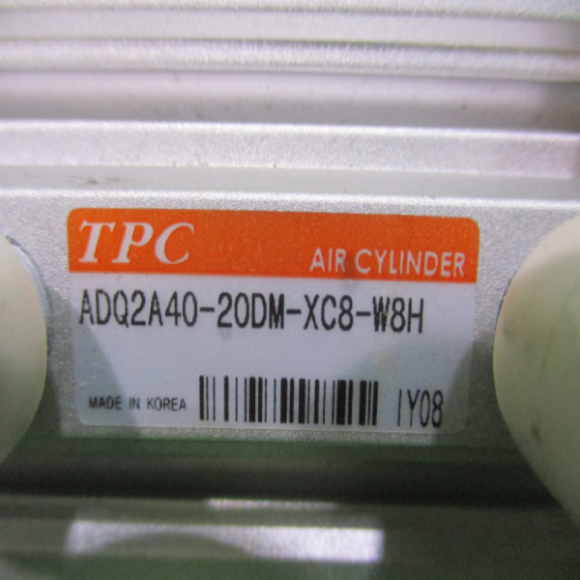 TPC
AIR CYLINDER
ADQ2A40-20DM-XC8-W8H
MADE IN KOREA
IY08